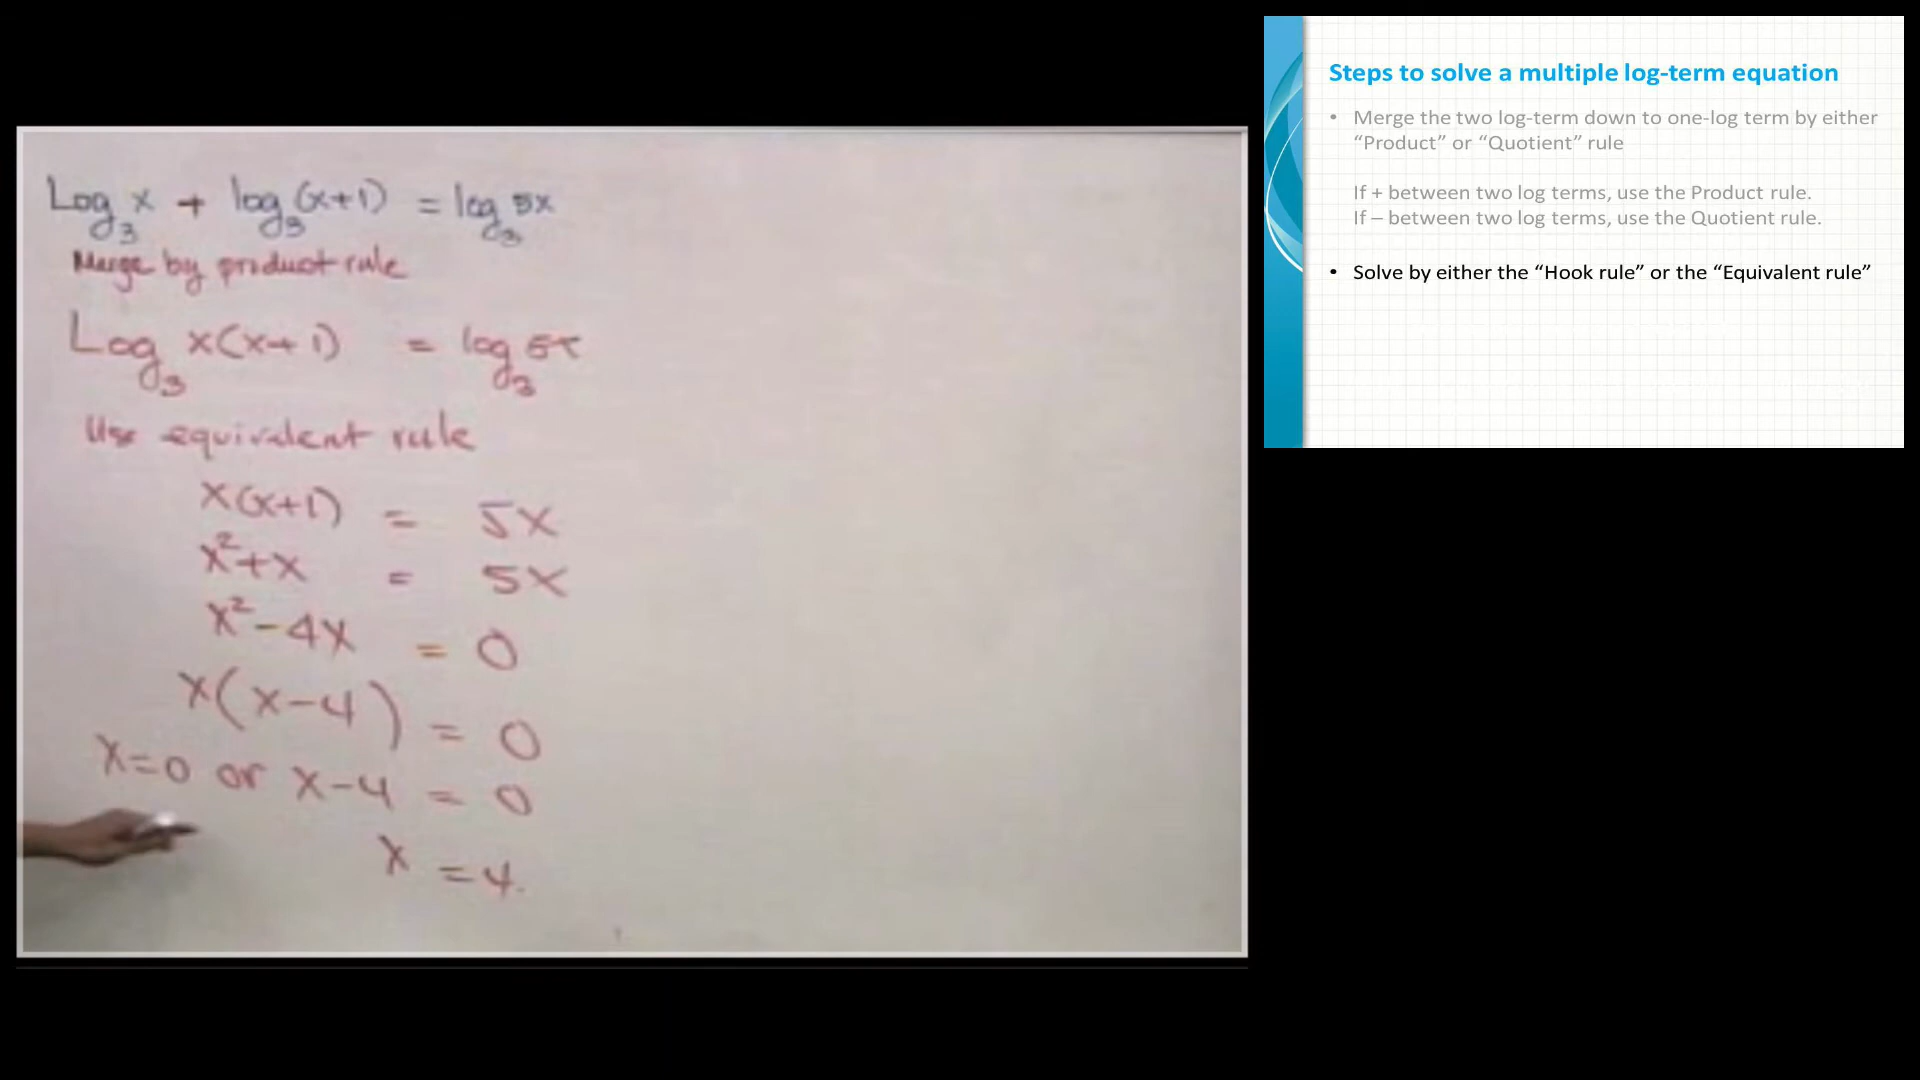 Log₃ x + log₃ (x+1) = log₃ 5x
Merge by product rule
Log₃ x(x+1) = log₃ 5x
Use equivalent rule
x(x+1) = 5x
x²+x = 5x
x²-4x = 0
x(x-4) = 0
x=0 or x-4 = 0
x = 4.
Steps to solve a multiple log-term equation
• Merge the two log-term down to one-log term by either
“Product” or “Quotient” rule
If + between two log terms, use the Product rule.
If – between two log terms, use the Quotient rule.
• Solve by either the “Hook rule” or the “Equivalent rule”